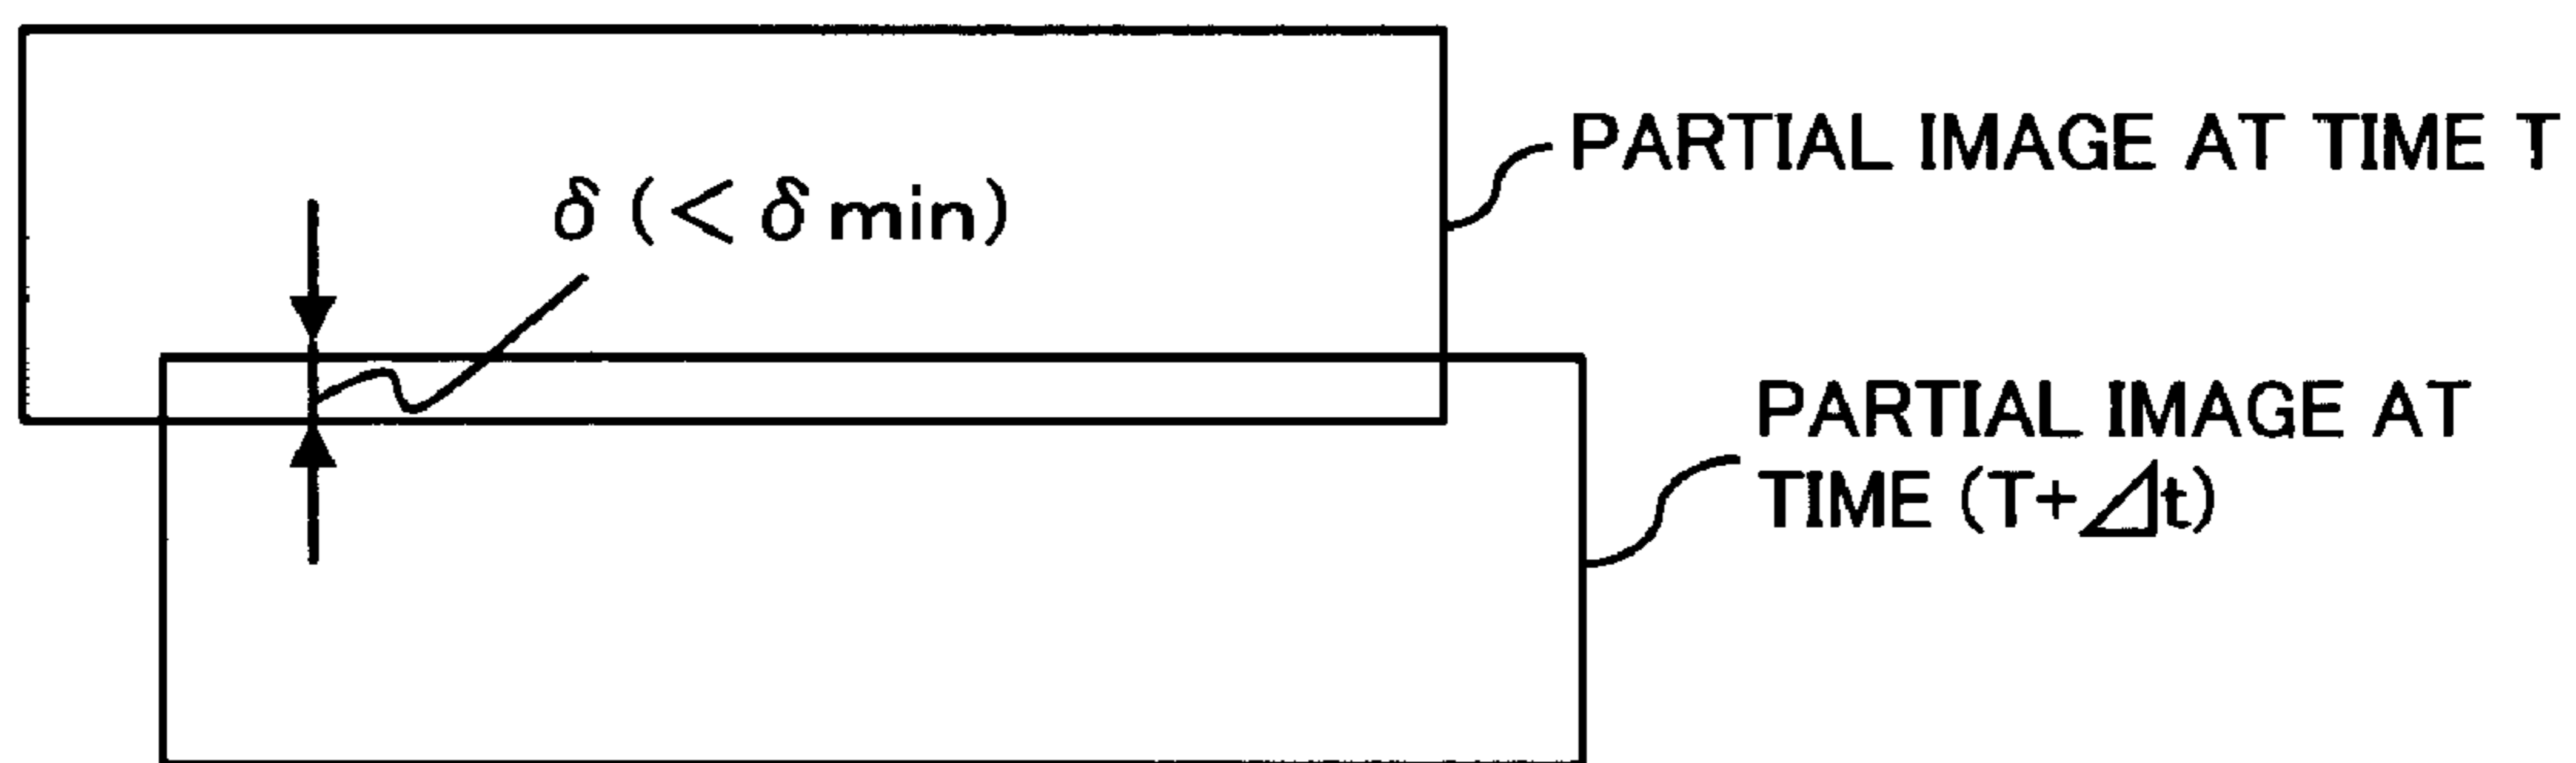 PARTIAL IMAGE AT TIME T
δ (< δ min)
PARTIAL IMAGE AT
TIME (T+⊿t)